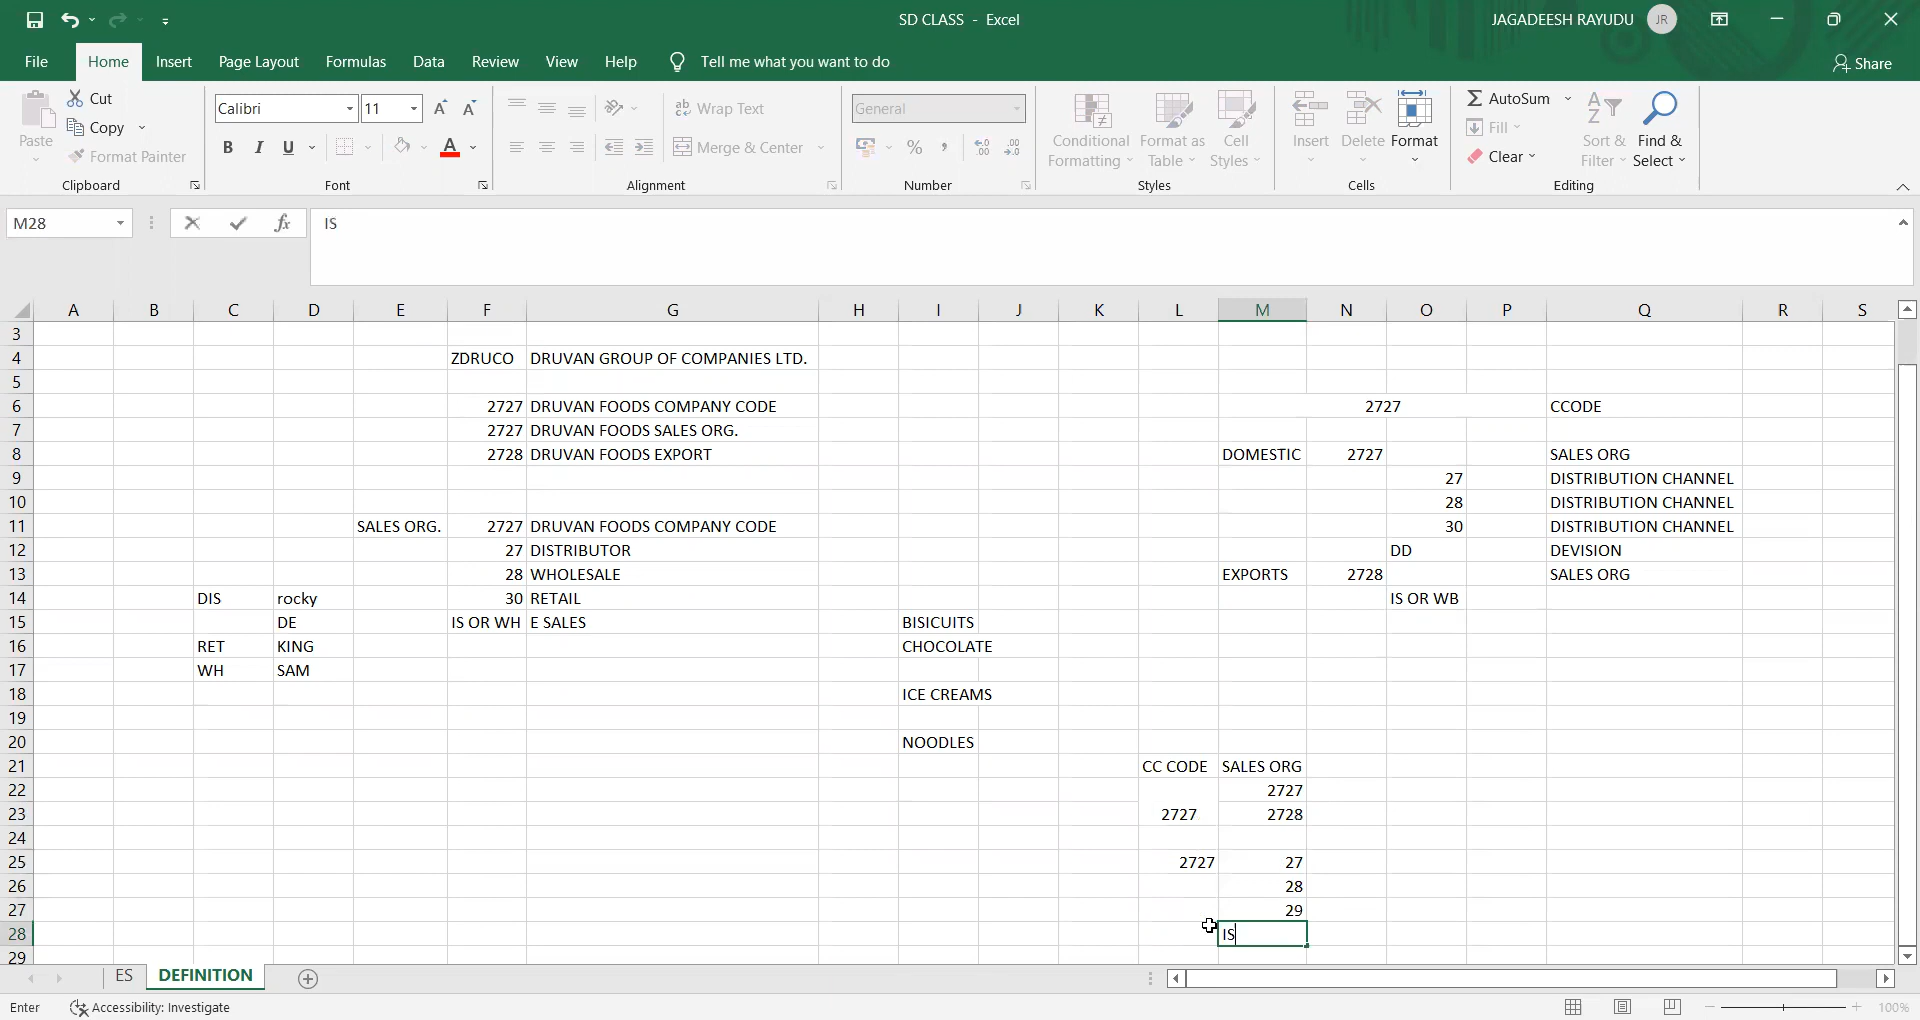 SD CLASS - Excel
JAGADEESH RAYUDU JR
File Home Insert Page Layout Formulas Data Review View Help Tell me what you want to do Share
Paste Cut
Copy
Format Painter
Clipboard
Calibri 11
A A
B I U A
Font
ab Wrap Text
Merge & Center
Alignment
General
%
Number
Conditional Formatting
Format as Table
Cell Styles
Styles
Insert Delete Format
Cells
AutoSum
Fill
Clear
Sort & Filter
Find & Select
Editing
M28 fx IS
A B C D E F G H I J K L M N O P Q R S
3
4 ZDRUCO DRUVAN GROUP OF COMPANIES LTD.
5
6 2727 DRUVAN FOODS COMPANY CODE 2727 CCODE
7 2727 DRUVAN FOODS SALES ORG.
8 2728 DRUVAN FOODS EXPORT DOMESTIC 2727 SALES ORG
9 27 DISTRIBUTION CHANNEL
10 28 DISTRIBUTION CHANNEL
11 SALES ORG. 2727 DRUVAN FOODS COMPANY CODE 30 DISTRIBUTION CHANNEL
12 27 DISTRIBUTOR DD DEVISION
13 28 WHOLESALE EXPORTS 2728 SALES ORG
14 DIS rocky 30 RETAIL IS OR WB
15 DE IS OR WH E SALES BISICUITS
16 RET KING CHOCOLATE
17 WH SAM
18 ICE CREAMS
19
20 NOODLES
21 CC CODE SALES ORG
22 2727
23 2727 2728
24
25 2727 27
26 28
27 29
28 IS
29
ES DEFINITION
Enter Accessibility: Investigate 100%